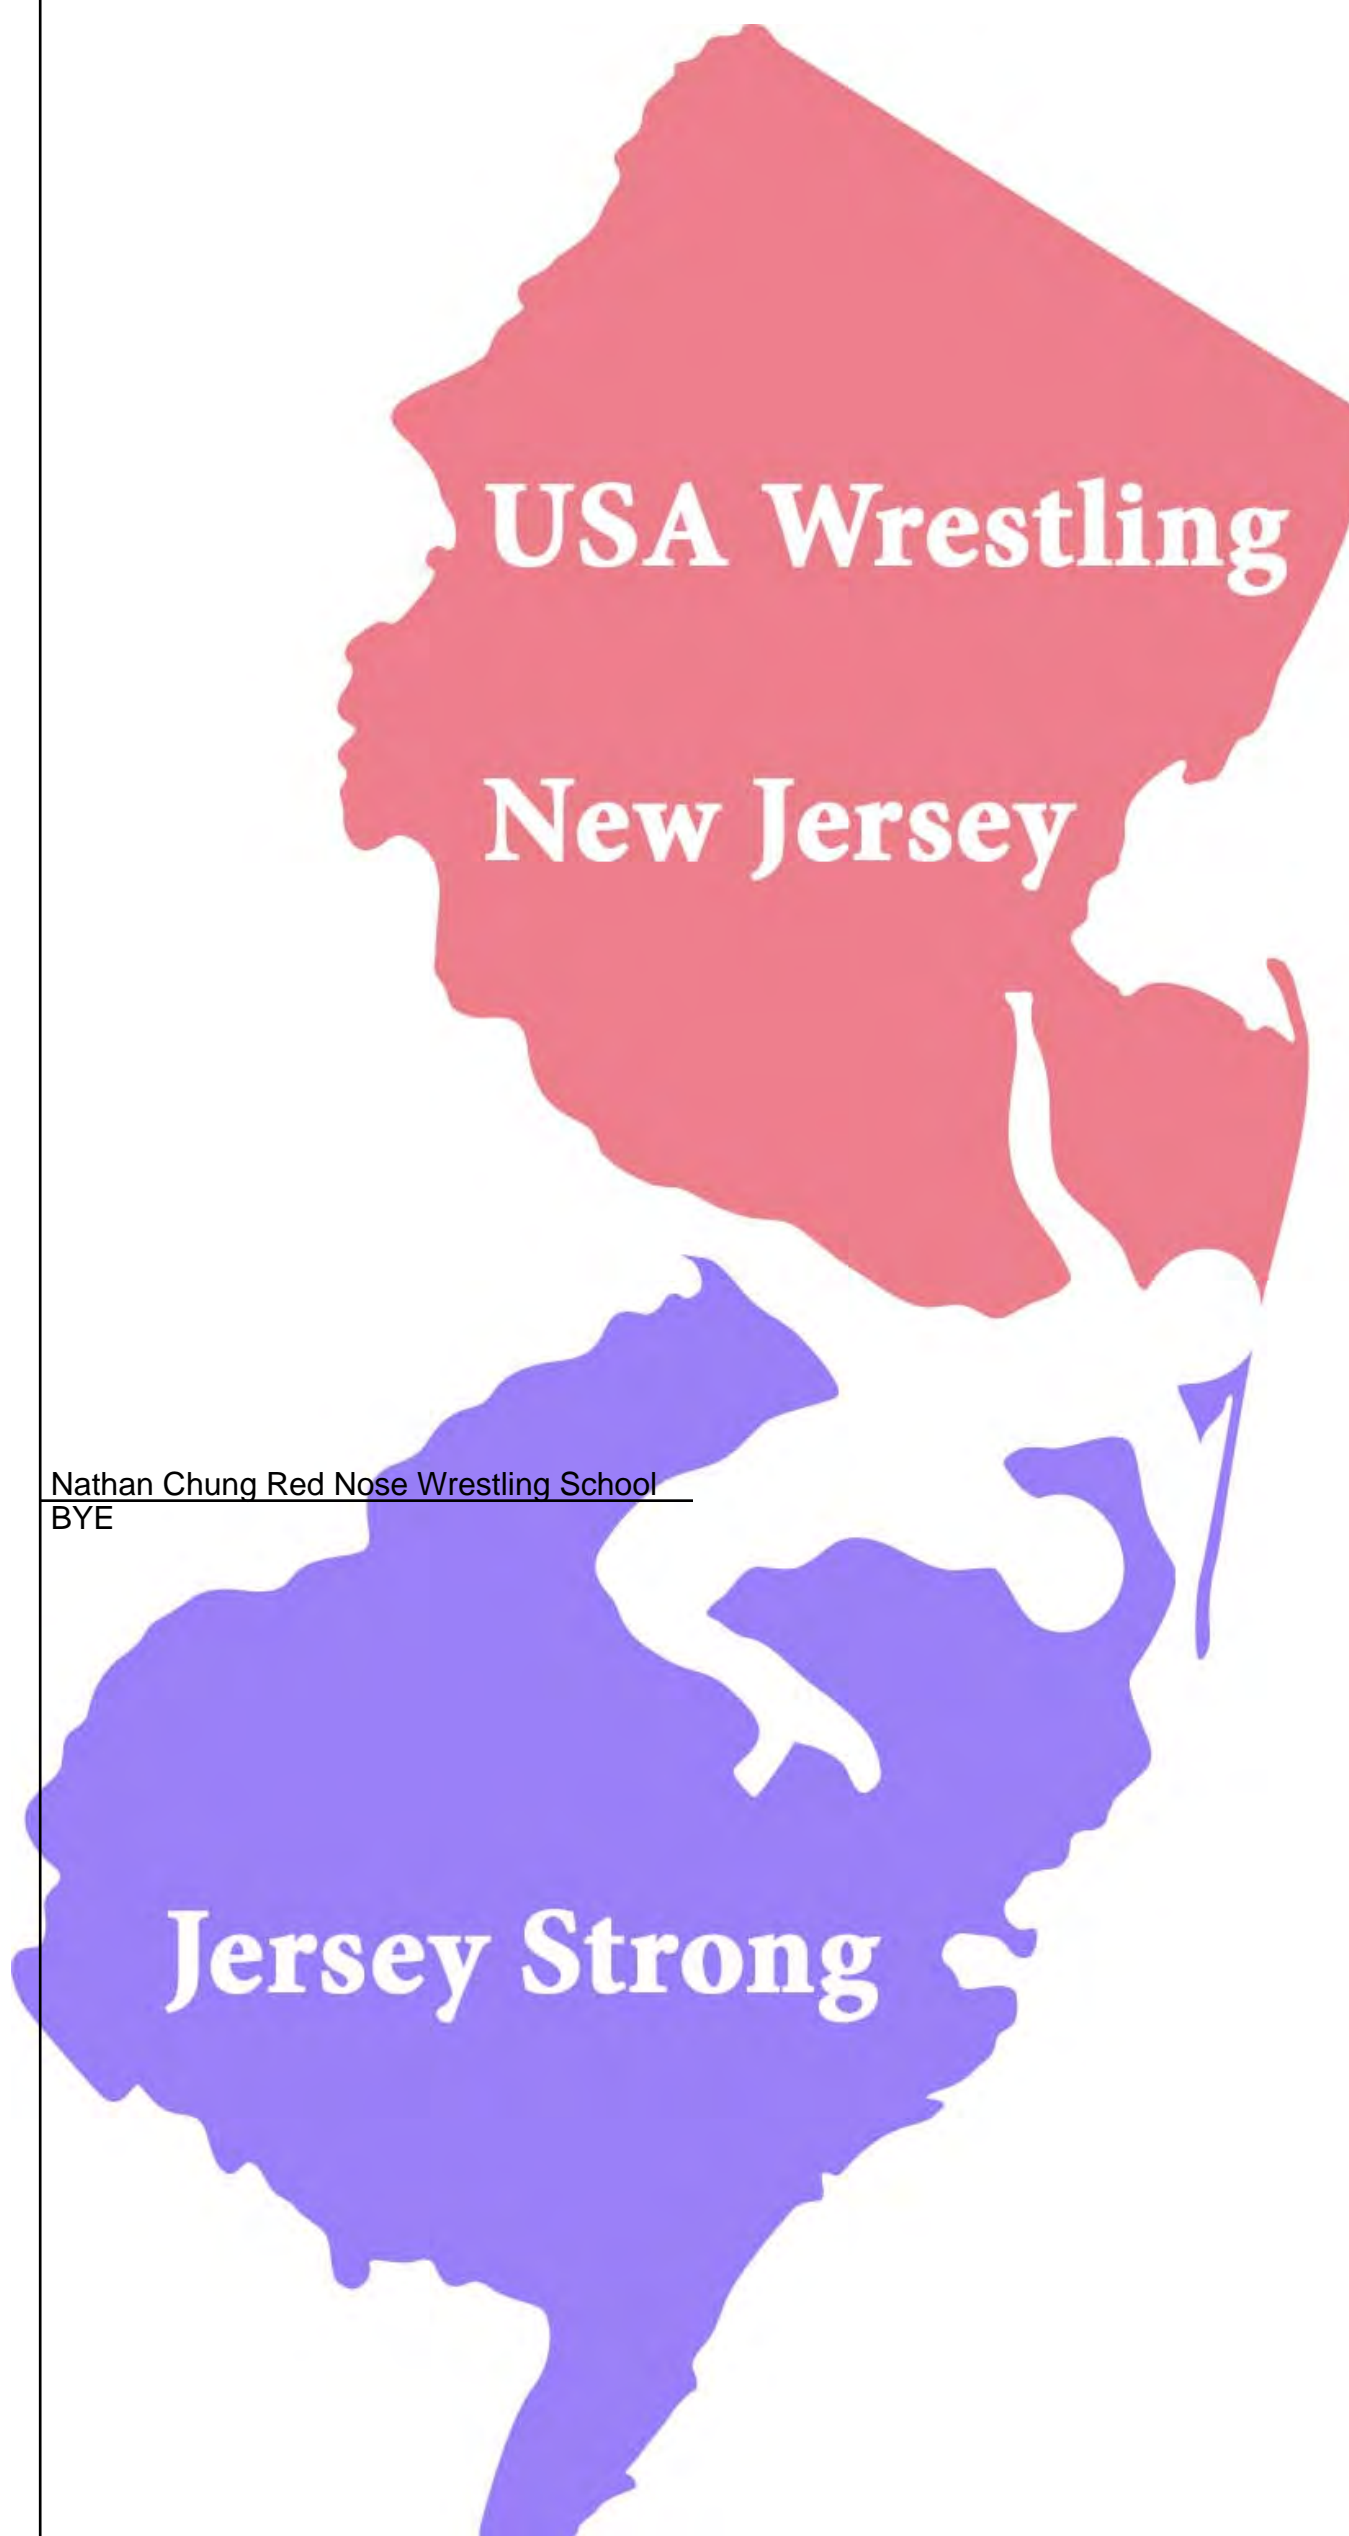 USA Wrestling
New Jersey
Nathan Chung Red Nose Wrestling School
BYE
Jersey Strong